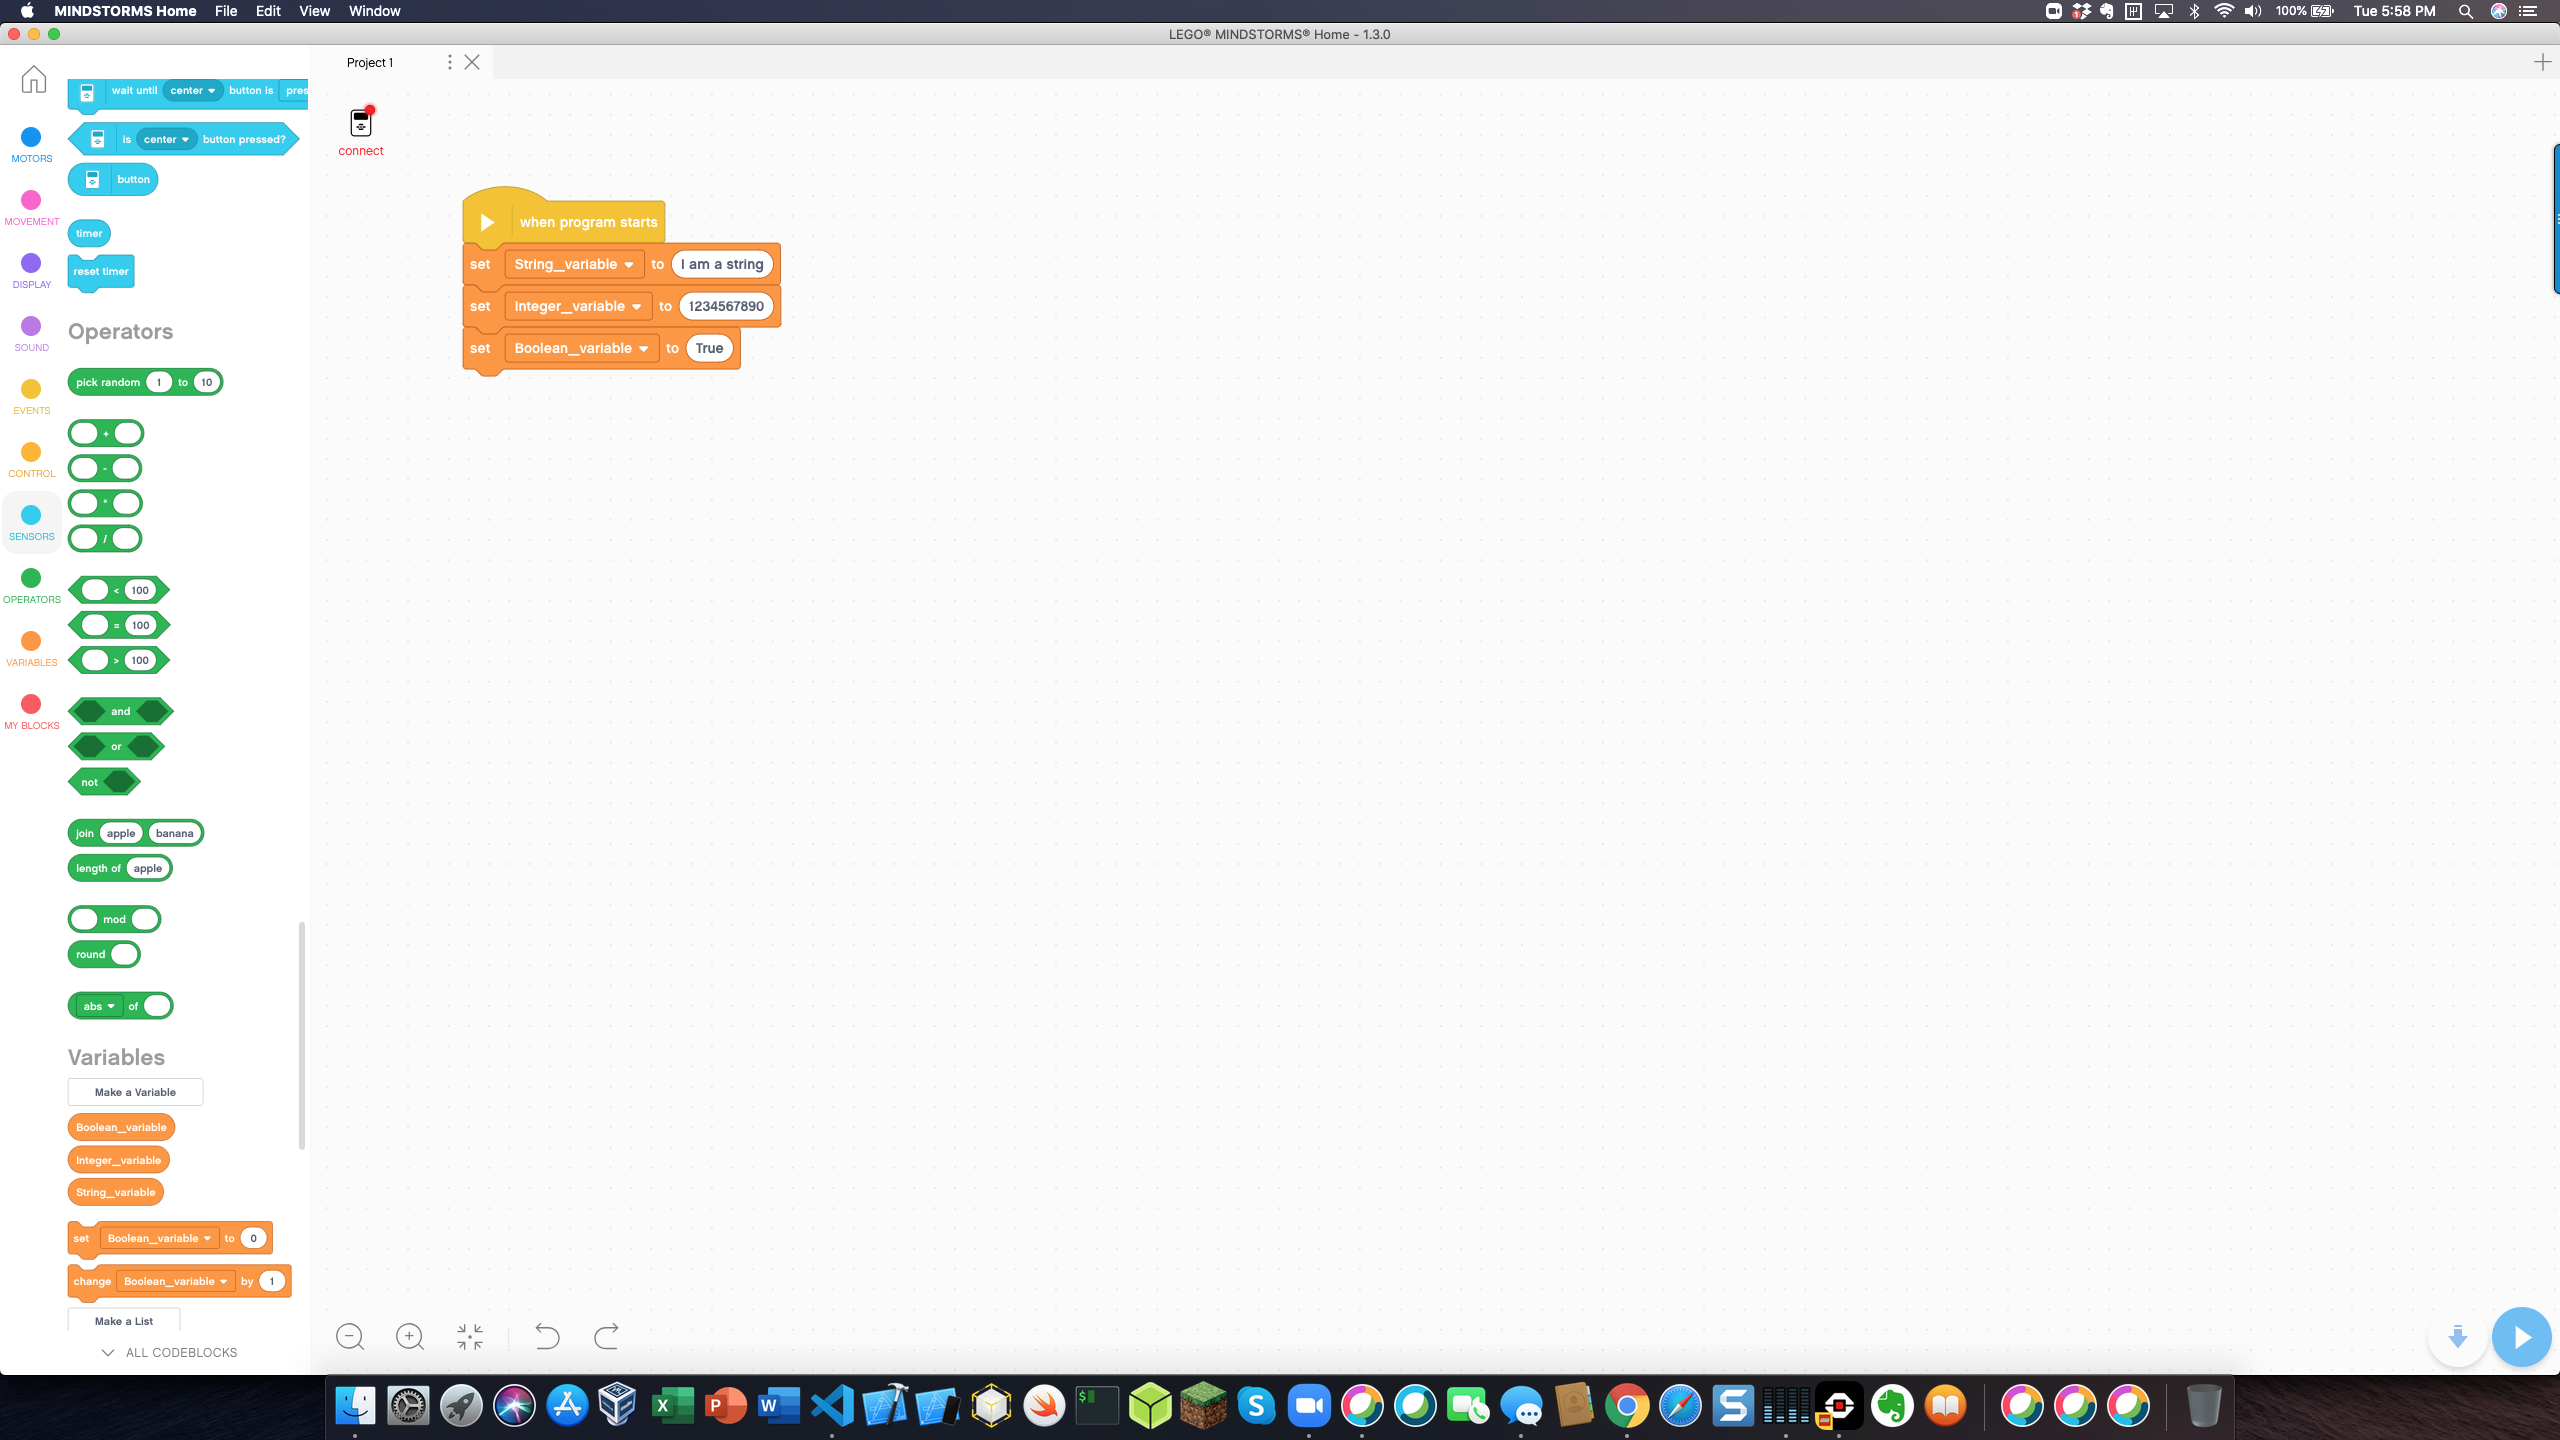 MINDSTORMS Home File Edit View Window 100% Tue 5:58 PM
LEGO® MINDSTORMS® Home - 1.3.0
Project 1
connect
MOTORS
MOVEMENT
DISPLAY
SOUND
EVENTS
CONTROL
SENSORS
OPERATORS
VARIABLES
MY BLOCKS
wait until center button is pres
is center button pressed?
button
timer
reset timer
Operators
pick random 1 to 10
+
-
*
/
< 100
= 100
> 100
and
or
not
join apple banana
length of apple
mod
round
abs of
Variables
Make a Variable
Boolean_variable
Integer_variable
String_variable
set Boolean_variable to 0
change Boolean_variable by 1
Make a List
ALL CODEBLOCKS
when program starts
set String_variable to I am a string
set Integer_variable to 1234567890
set Boolean_variable to True